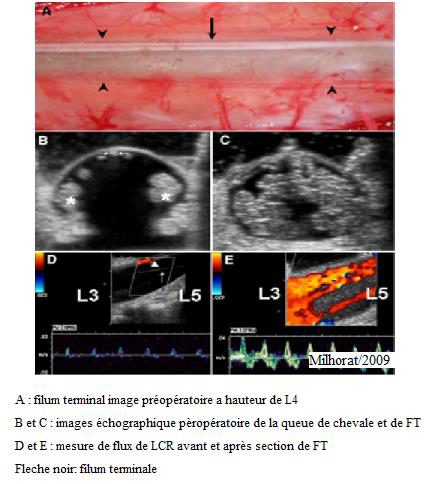 A
B
C
D
E
L3
L5
L3
L5
Milhorat/2009
A : filum terminal image préopératoire a hauteur de L4
B et C : images échographique pèropératoire de la queue de chevale et de FT
D et E : mesure de flux de LCR avant et après section de FT
Fleche noir: filum terminale